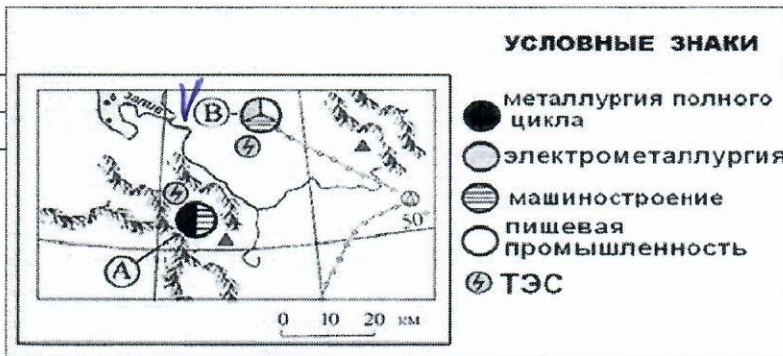 УСЛОВНЫЕ ЗНАКИ
металлургия полного
цикла
электрометаллургия
машиностроение
пищевая
промышленность
ТЭС
В
А
50
0 10 20 км